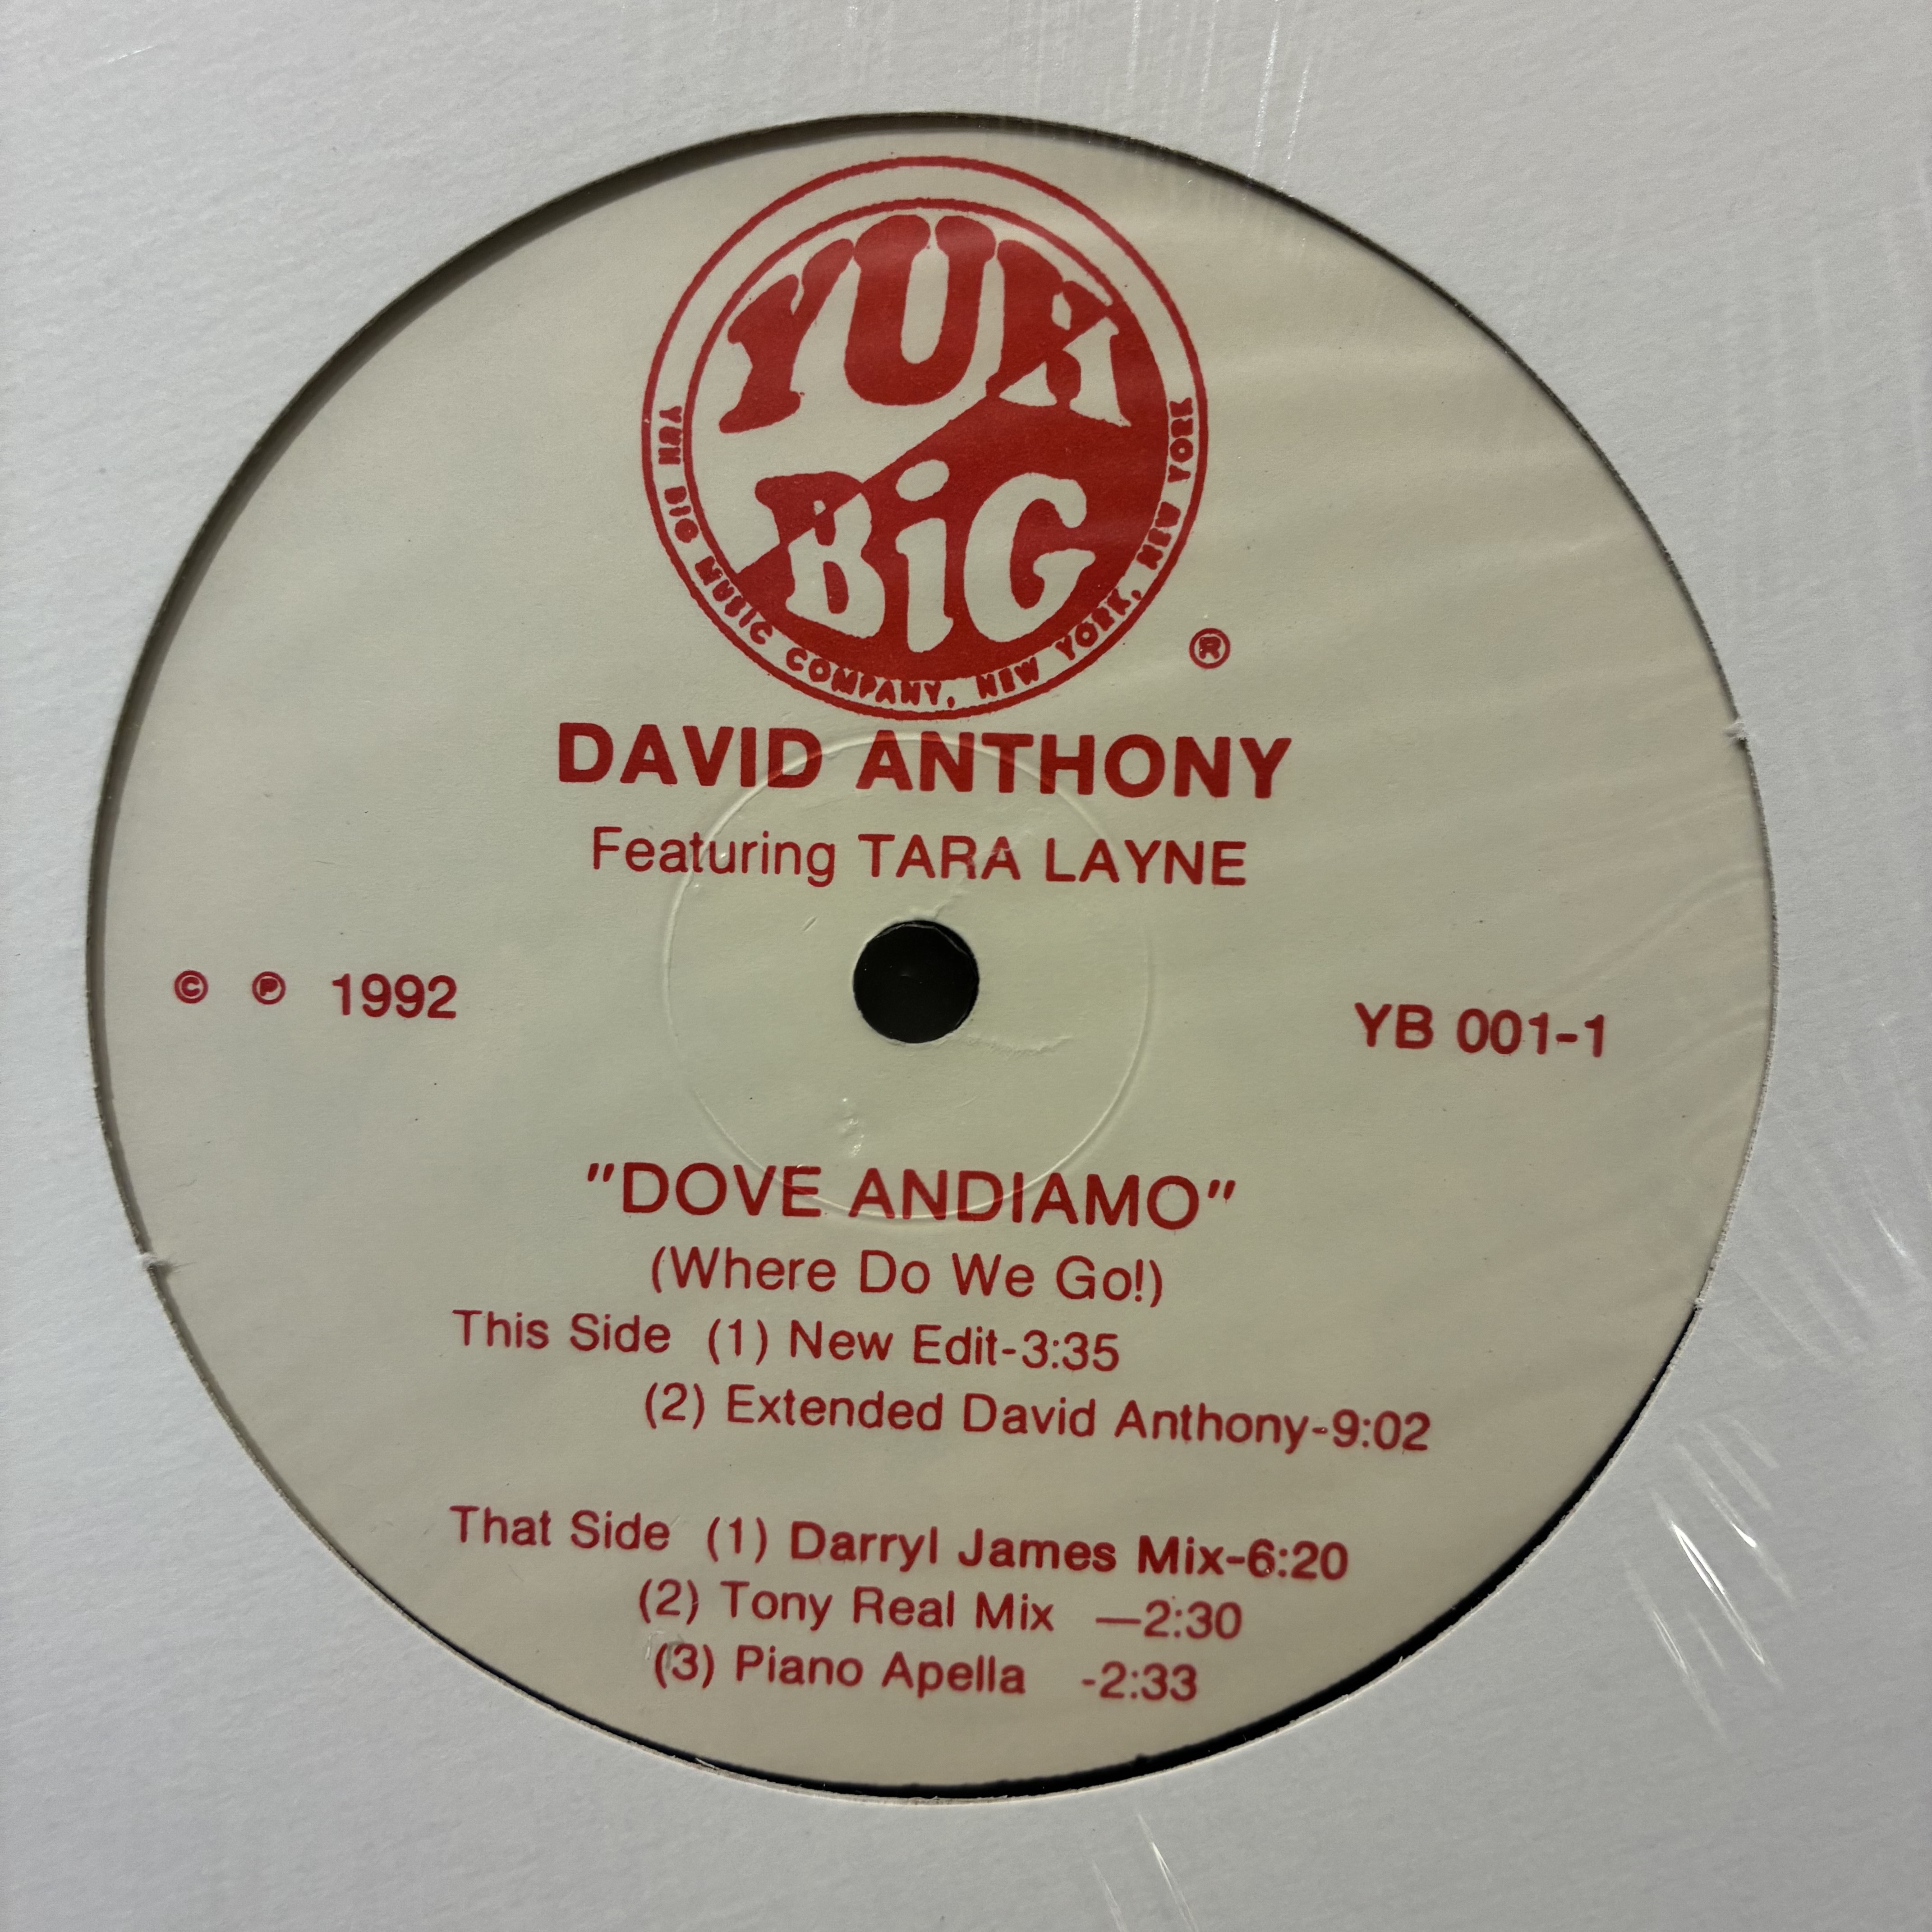 YUH
BiG
YUH BIG MUSIC COMPANY, NEW YORK, NEW YORK
®
DAVID ANTHONY
Featuring TARA LAYNE
© ℗ 1992
YB 001-1
"DOVE ANDIAMO"
(Where Do We Go!)
This Side (1) New Edit-3:35
(2) Extended David Anthony-9:02
That Side (1) Darryl James Mix-6:20
(2) Tony Real Mix —2:30
(3) Piano Apella -2:33